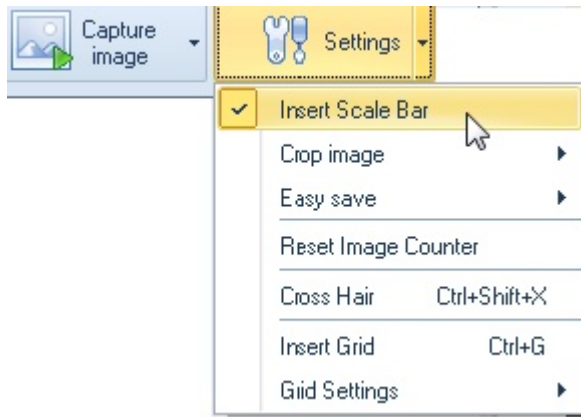 Capture
image
Settings
Insert Scale Bar
Crop image
Easy save
Reset Image Counter
Cross Hair Ctrl+Shift+X
Insert Grid Ctrl+G
Grid Settings